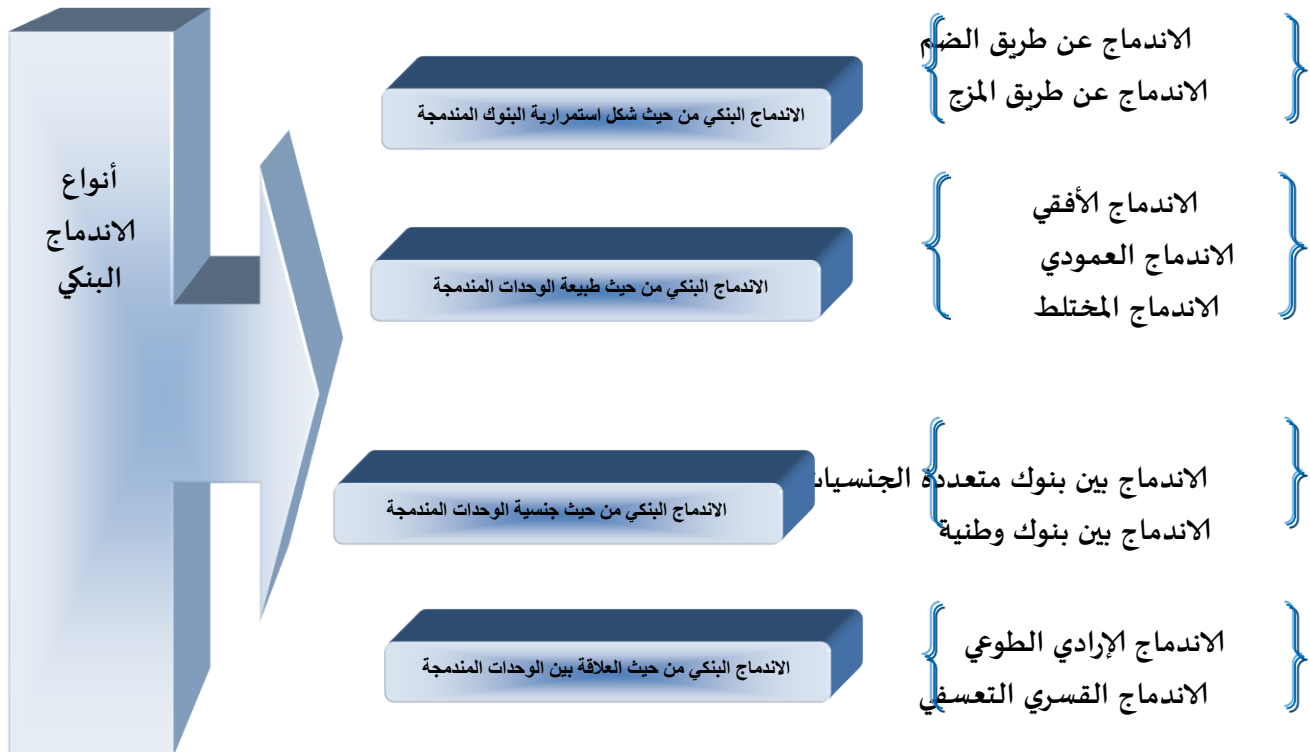 أنواع
الاندماج
البنكي
الاندماج البنكي من حيث شكل استمرارية البنوك المندمجة
الاندماج عن طريق الضم
الاندماج عن طريق المزج
الاندماج البنكي من حيث طبيعة الوحدات المندمجة
الاندماج الأفقي
الاندماج العمودي
الاندماج المختلط
الاندماج البنكي من حيث جنسية الوحدات المندمجة
الاندماج بين بنوك متعددة الجنسيات
الاندماج بين بنوك وطنية
الاندماج البنكي من حيث العلاقة بين الوحدات المندمجة
الاندماج الإرادي الطوعي
الاندماج القسري التعسفي